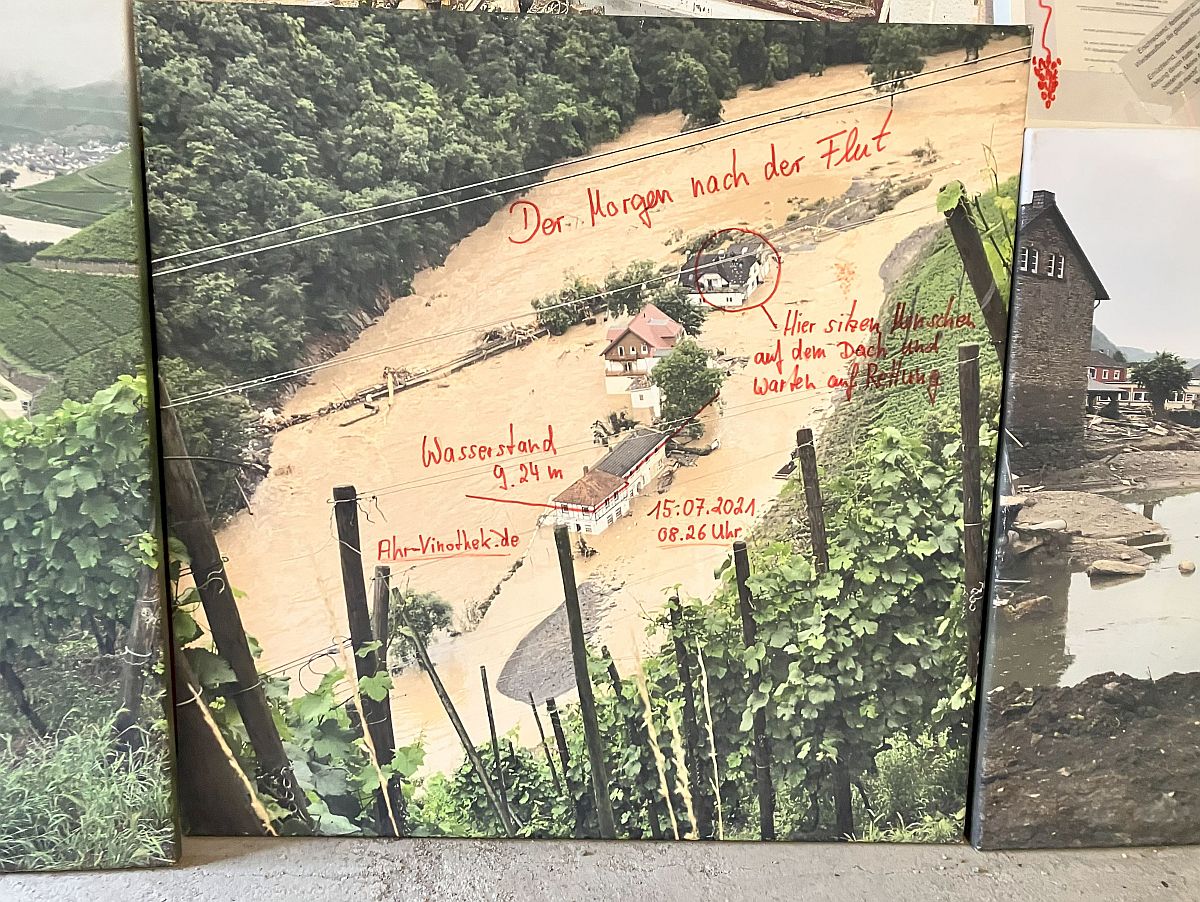 Der Morgen nach der Flut
Hier sitzen Menschen
auf dem Dach und
warten auf Rettung
Wasserstand
9.24 m
15.07.2021
08.26 Uhr
Ahr-Vinothek.de